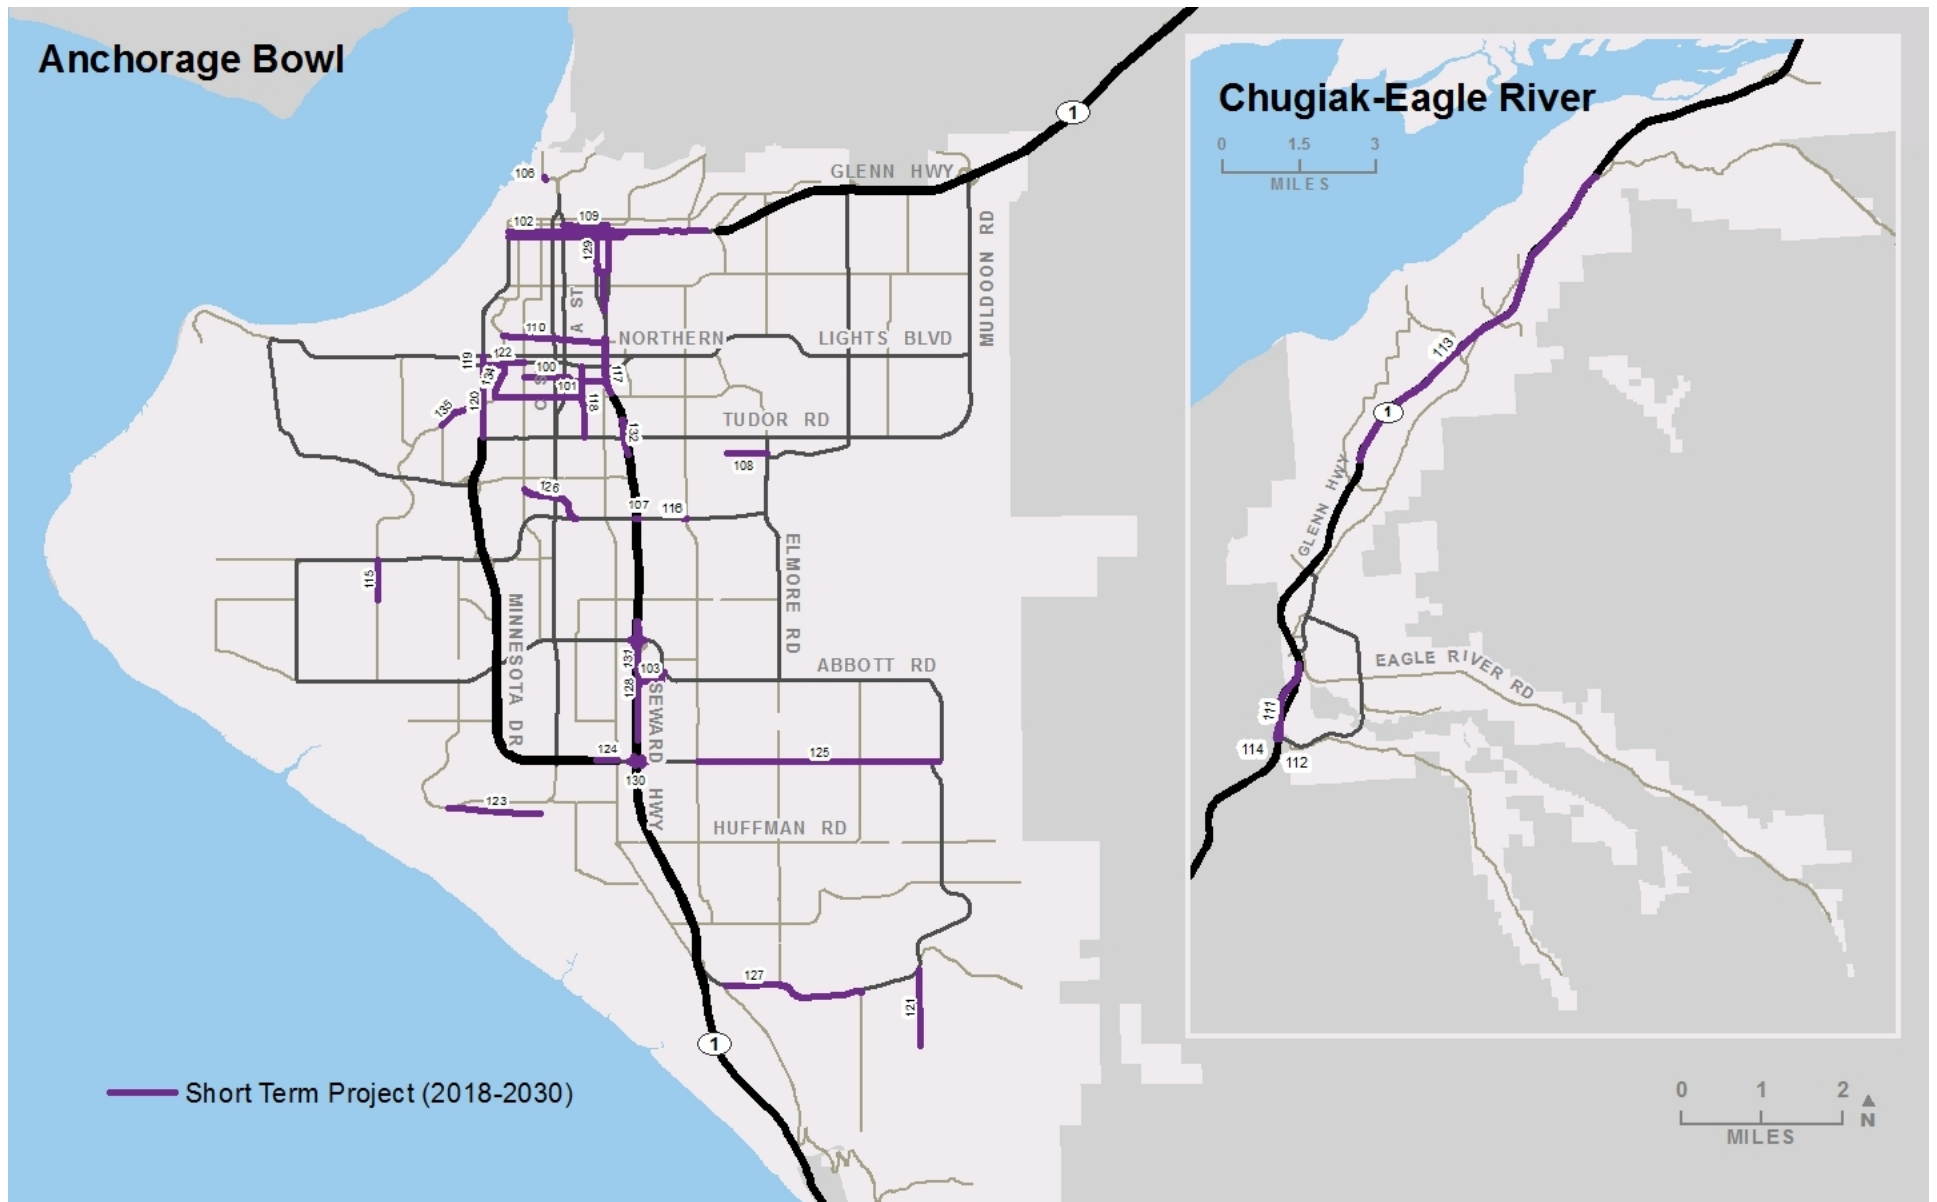 Anchorage Bowl
Chugiak-Eagle River
0 1.5 3
MILES
1
GLENN HWY
106
102
109
129
MULDOON RD
A ST
110
NORTHERN LIGHTS BLVD
119
122
100
117
134
101
C S
120
118
135
TUDOR RD
132
108
126
107
116
115
ELMORE RD
MINNESOTA DR
131
103
ABBOTT RD
128
SEWARD HWY
124
125
130
123
HUFFMAN RD
127
121
1
113
1
GLENN HWY
EAGLE RIVER RD
111
114
112
Short Term Project (2018-2030)
0 1 2
MILES
N